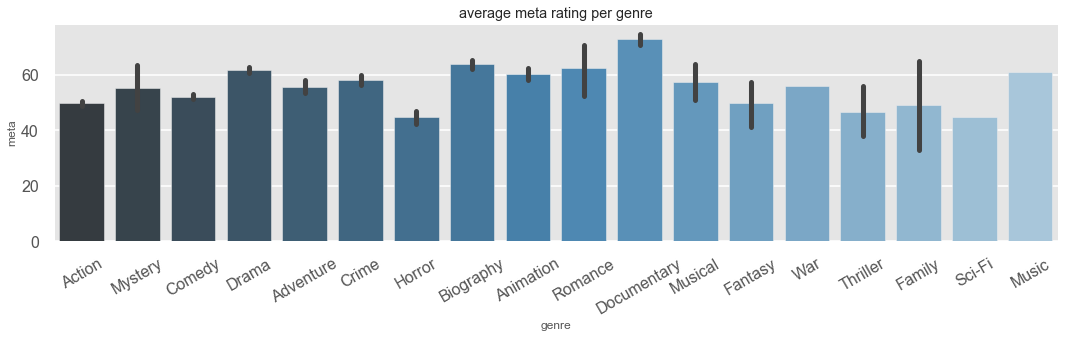 average meta rating per genre
meta
60
40
20
0
Action Mystery Comedy Drama Adventure Crime Horror Biography Animation Romance Documentary Musical Fantasy War Thriller Family Sci-Fi Music
genre